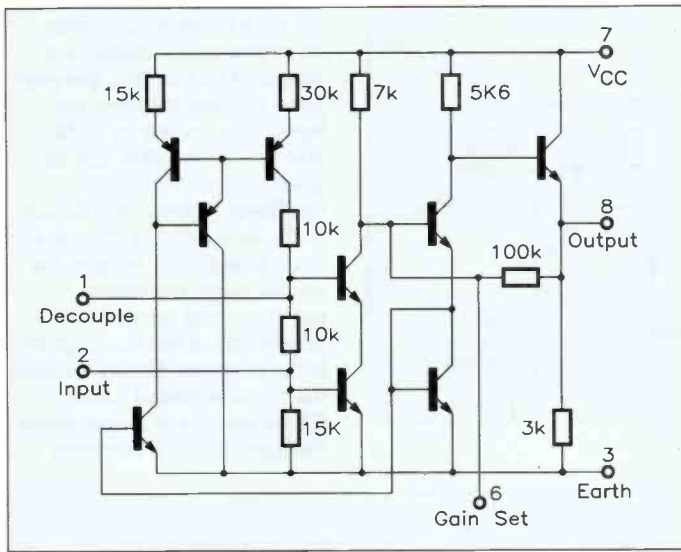 7
VCC
15k
30k
7k
5K6
8
Output
10k
100k
1
Decouple
10k
2
Input
15K
3k
3
Earth
6
Gain Set